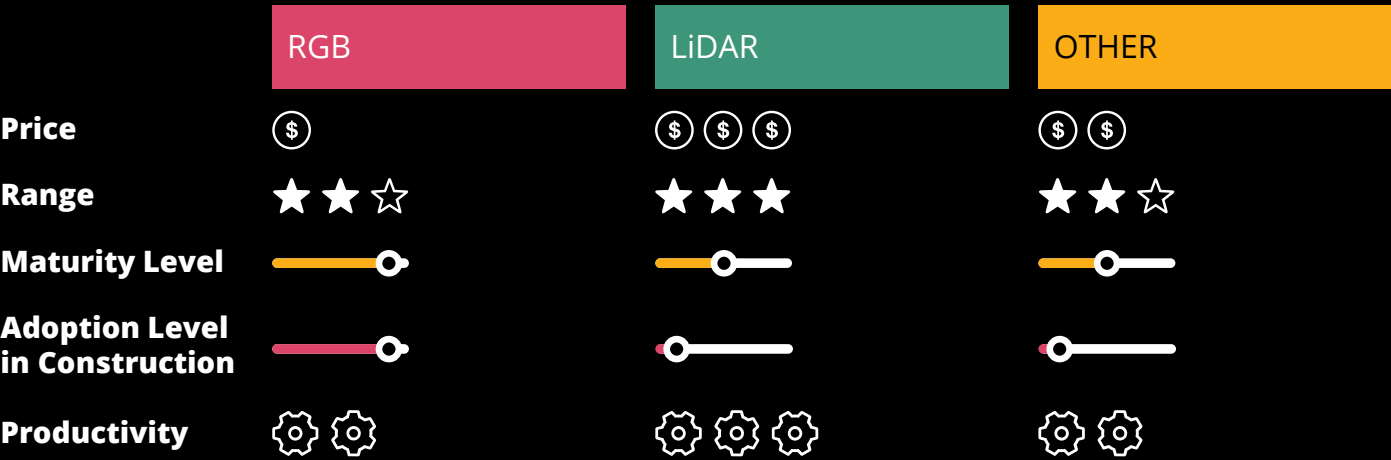 RGB LiDAR OTHER
Price $ $ $ $ $ $
Range
Maturity Level
Adoption Level
in Construction
Productivity